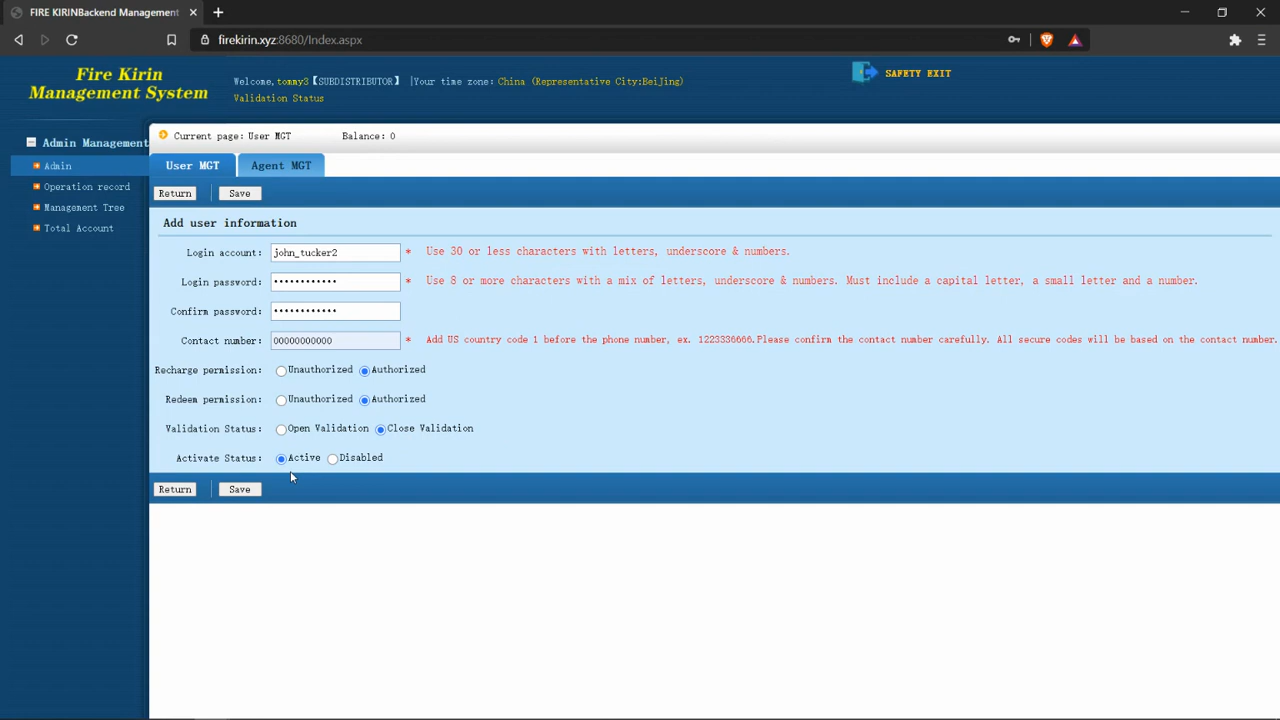 FIRE KIRINBackend Management
firekirin.xyz:8680/Index.aspx
Fire Kirin
Management System
Welcome, tommy3【SUBDISTRIBUTOR】 |Your time zone: China (Representative City:BeiJing)
Validation Status
SAFETY EXIT
Admin Management
Admin
Operation record
Management Tree
Total Account
Current page: User MGT Balance: 0
User MGT Agent MGT
Return Save
Add user information
Login account: john_tucker2 * Use 30 or less characters with letters, underscore & numbers.
Login password: •••••••••••• * Use 8 or more characters with a mix of letters, underscore & numbers. Must include a capital letter, a small letter and a number.
Confirm password: ••••••••••••
Contact number: 00000000000 * Add US country code 1 before the phone number, ex. 1223336666.Please confirm the contact number carefully. All secure codes will be based on the contact number.
Recharge permission: Unauthorized Authorized
Redeem permission: Unauthorized Authorized
Validation Status: Open Validation Close Validation
Activate Status: Active Disabled
Return Save